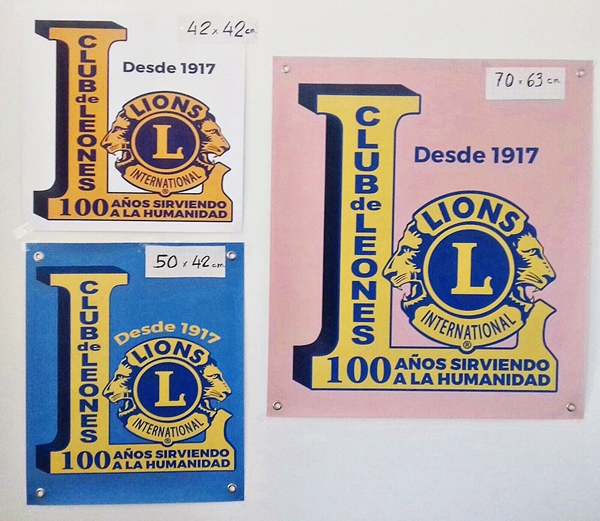 42 x 42 cm.
CLUB de LEONES
Desde 1917
LIONS
L
INTERNATIONAL
®
100 AÑOS SIRVIENDO
A LA HUMANIDAD
50 x 42 cm.
CLUB de LEONES
Desde 1917
LIONS
L
INTERNATIONAL
®
100 AÑOS SIRVIENDO
A LA HUMANIDAD
70 x 63 cm
CLUB de LEONES
Desde 1917
LIONS
L
INTERNATIONAL
®
100 AÑOS SIRVIENDO
A LA HUMANIDAD